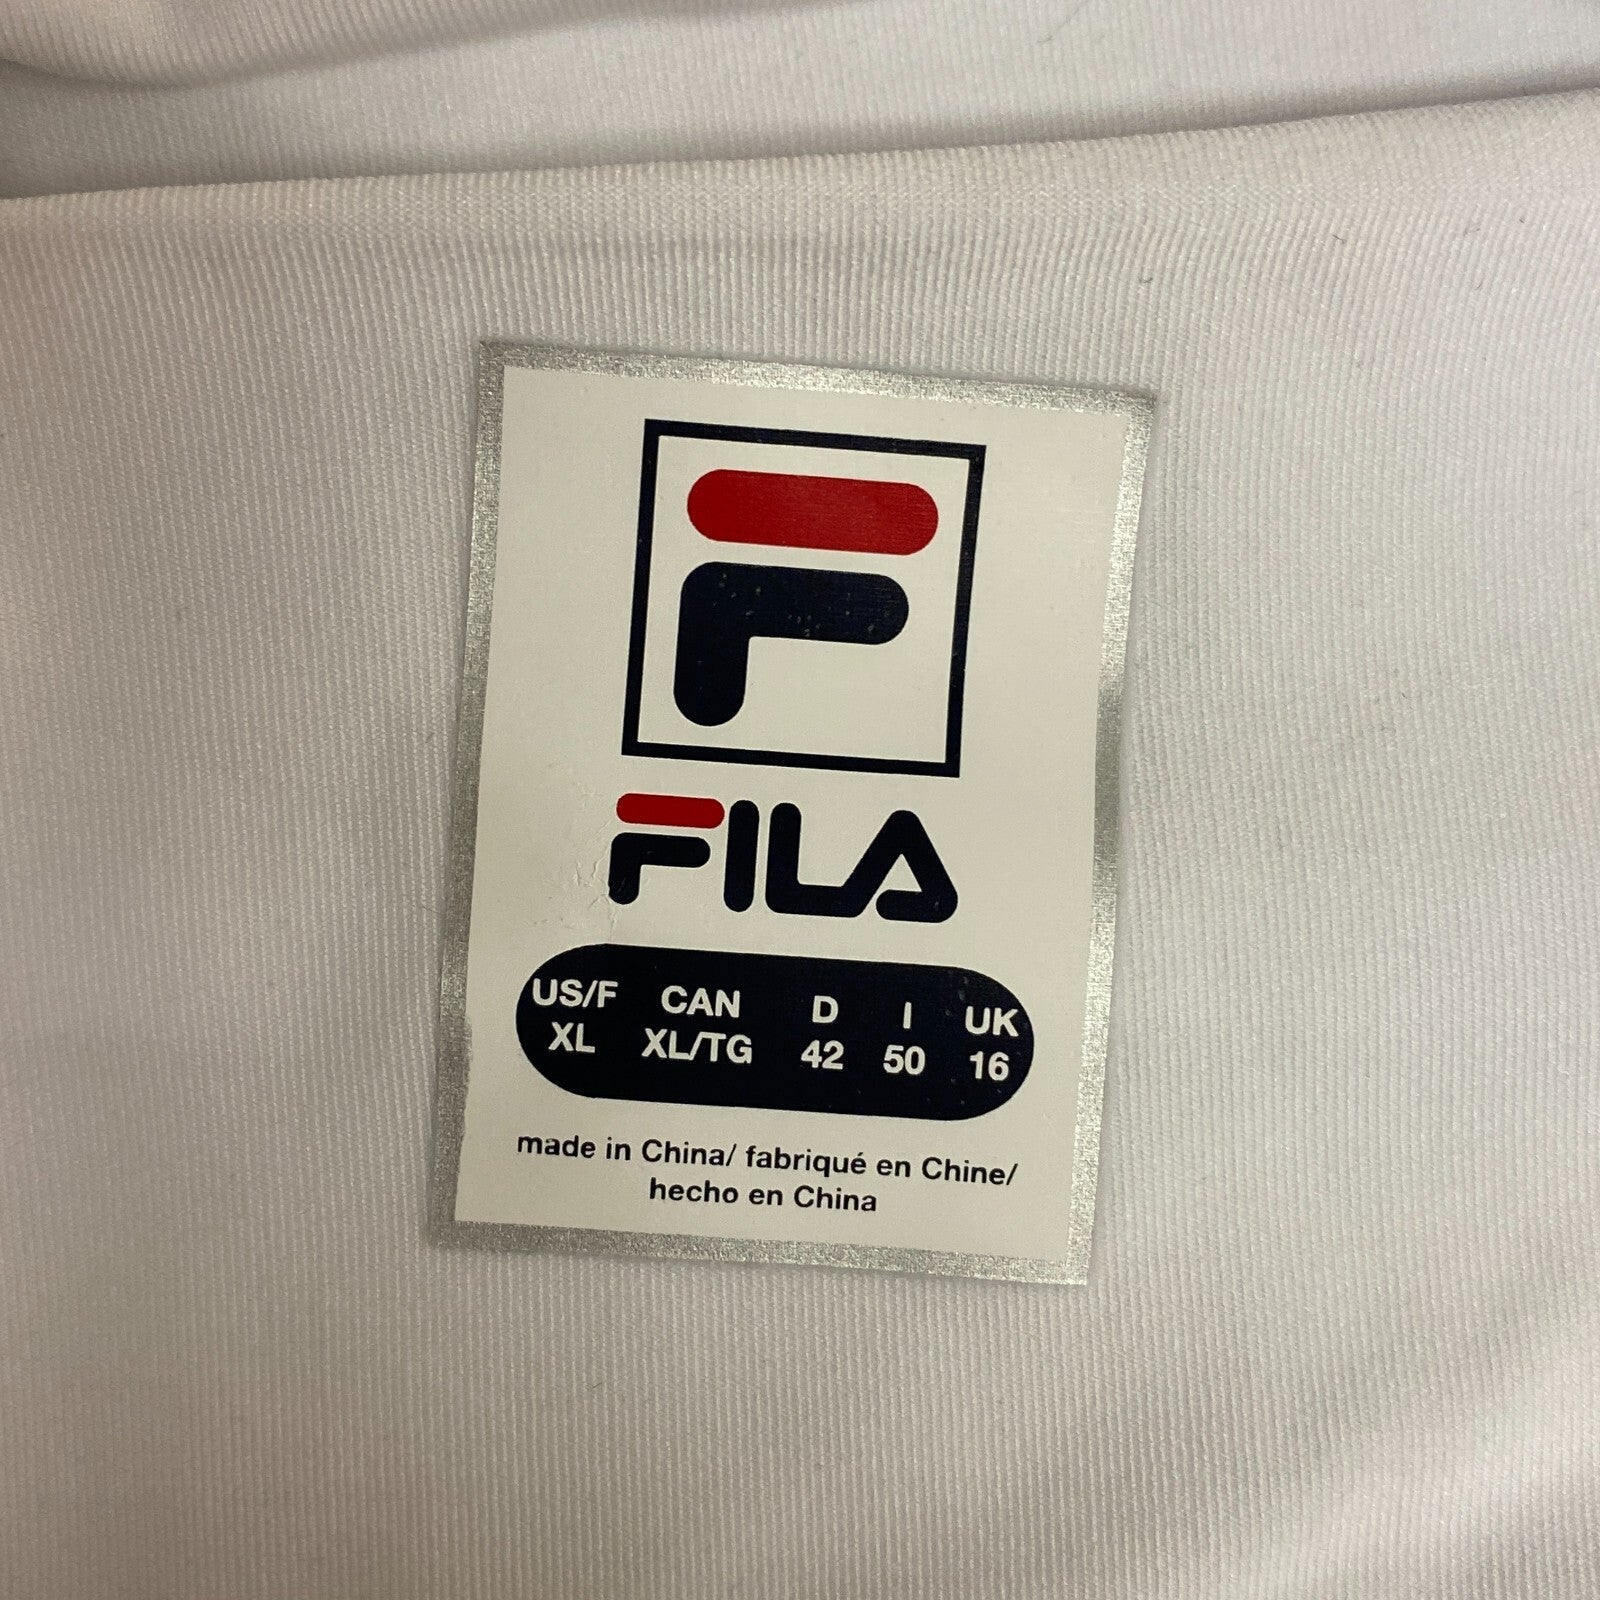 F
FILA
US/F CAN D I UK
XL XL/TG 42 50 16
made in China/ fabriqué en Chine/
hecho en China